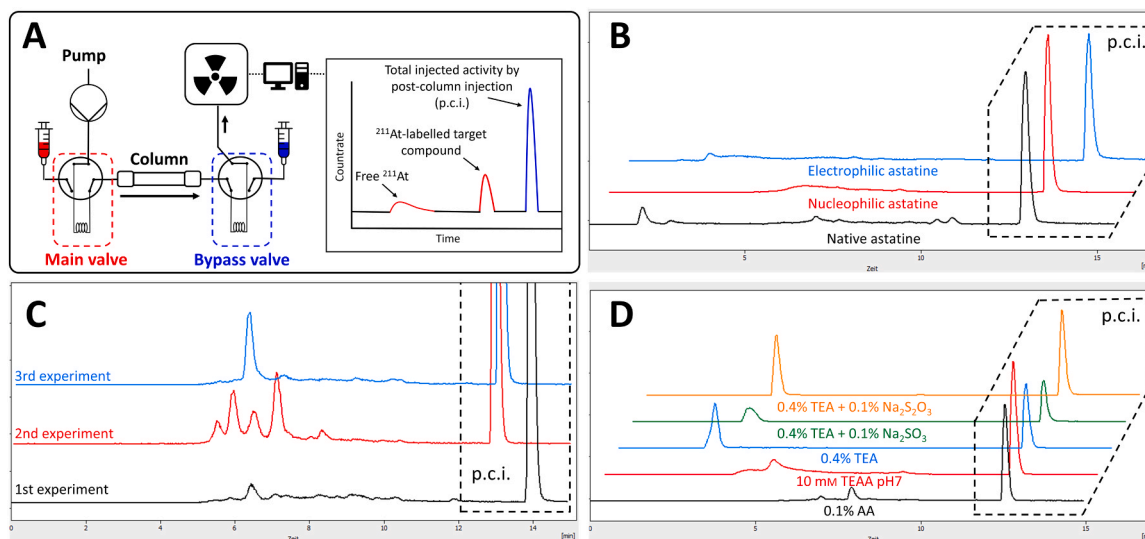 A
Pump
Column
Main valve
Bypass valve
Total injected activity by
post-column injection
(p.c.i.)
²¹¹At-labelled target
compound
Free ²¹¹At
Countrate
Time
B
p.c.i.
Electrophilic astatine
Nucleophilic astatine
Native astatine
5
10
15
Zeit
C
3rd experiment
2nd experiment
1st experiment
p.c.i.
0
2
4
6
8
10
12
14
Zeit
[min]
D
p.c.i.
0.4% TEA + 0.1% Na₂S₂O₃
0.4% TEA + 0.1% Na₂SO₃
0.4% TEA
10 mM TEAA pH7
0.1% AA
5
10
15
Zeit